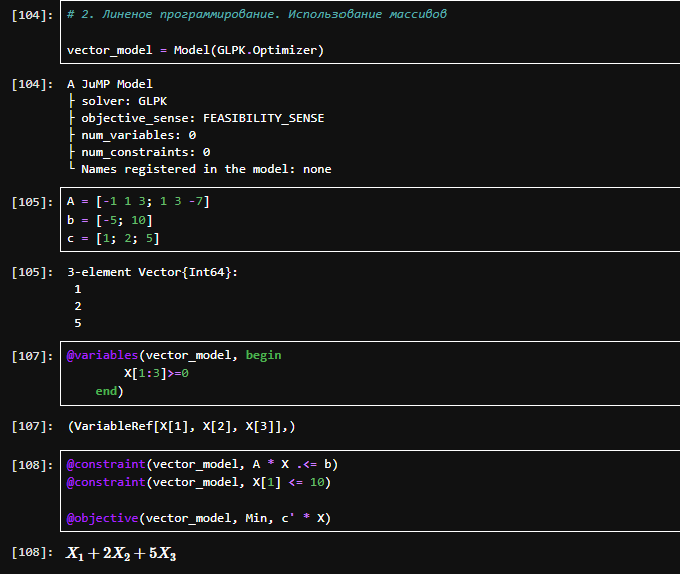 [104]: # 2. Линеное программирование. Использование массивов
vector_model = Model(GLPK.Optimizer)
[104]: A JuMP Model
├ solver: GLPK
├ objective_sense: FEASIBILITY_SENSE
├ num_variables: 0
├ num_constraints: 0
└ Names registered in the model: none
[105]: A = [-1 1 3; 1 3 -7]
b = [-5; 10]
c = [1; 2; 5]
[105]: 3-element Vector{Int64}:
1
2
5
[107]: @variables(vector_model, begin
X[1:3]>=0
end)
[107]: (VariableRef[X[1], X[2], X[3]],)
[108]: @constraint(vector_model, A * X .<= b)
@constraint(vector_model, X[1] <= 10)
@objective(vector_model, Min, c' * X)
[108]: X₁ + 2X₂ + 5X₃